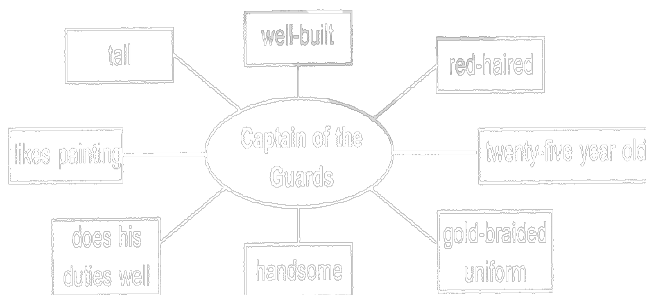 well-built
tall
red-haired
Captain of the
Guards
likes pointing
twenty-five year old
does his
duties well
handsome
gold-braided
uniform